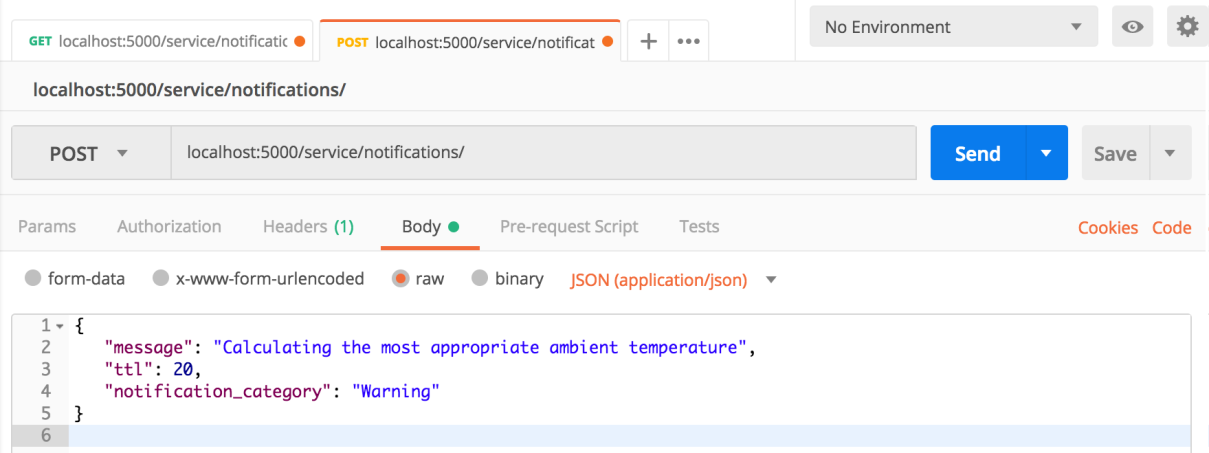 GET localhost:5000/service/notificatic
POST localhost:5000/service/notificat
No Environment
localhost:5000/service/notifications/
POST localhost:5000/service/notifications/ Send Save
Params Authorization Headers (1) Body Pre-request Script Tests Cookies Code
form-data x-www-form-urlencoded raw binary JSON (application/json)
1 {
2 "message": "Calculating the most appropriate ambient temperature",
3 "ttl": 20,
4 "notification_category": "Warning"
5 }
6